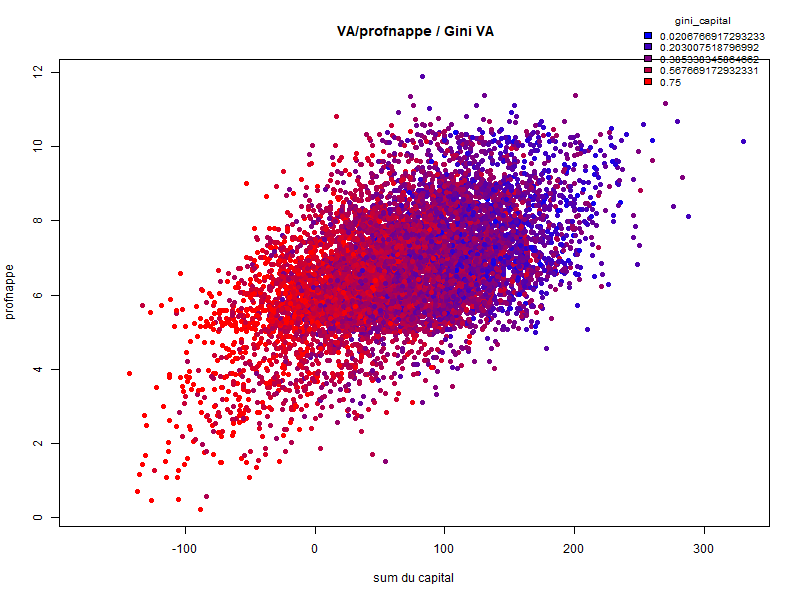 VA/profnappe / Gini VA
gini_capital
0.0206766917293233
0.203007518796992
0.385338345864662
0.567669172932331
0.75
profnappe
12
10
8
6
4
2
0
-100 0 100 200 300
sum du capital